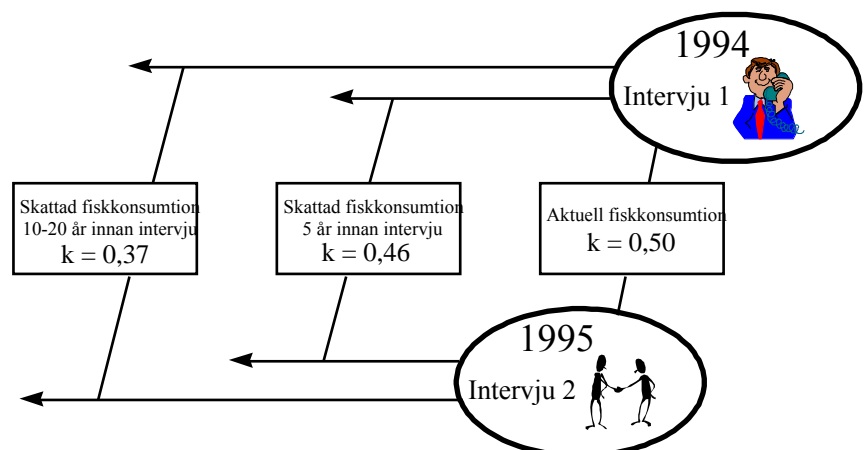 1994
Intervju 1
Skattad fiskkonsumtion
10-20 år innan intervju
k = 0,37
Skattad fiskkonsumtion
5 år innan intervju
k = 0,46
Aktuell fiskkonsumtion
k = 0,50
1995
Intervju 2